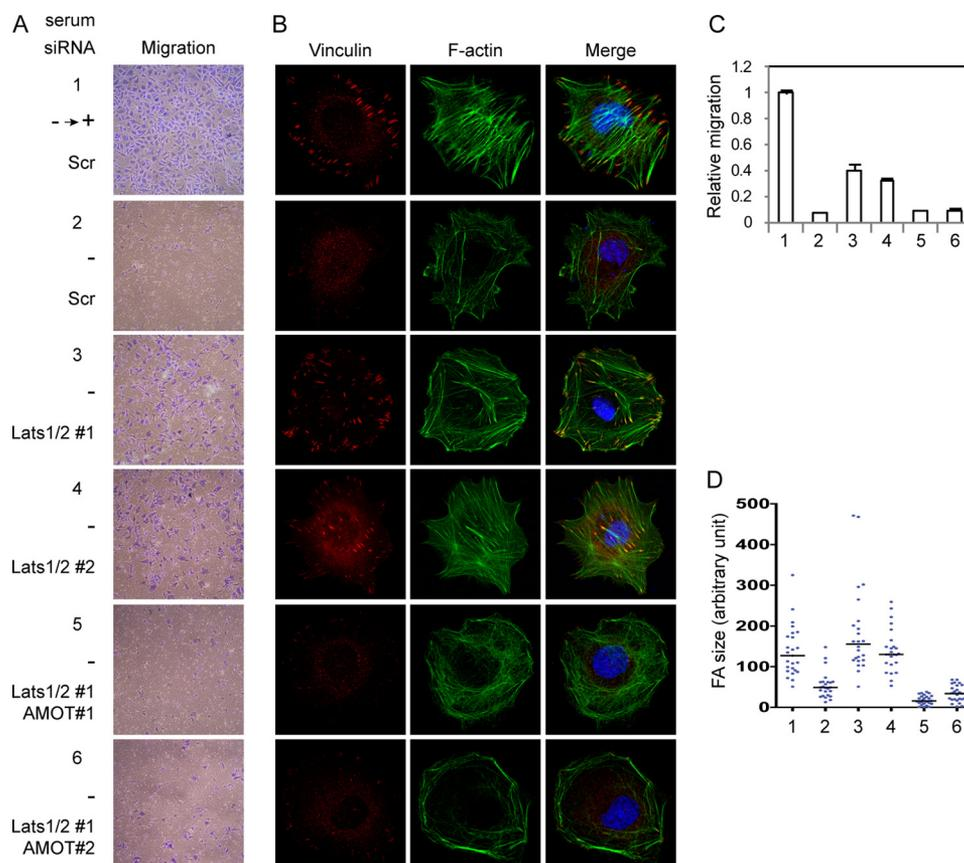 A
serum
siRNA
Migration
1
- → +
Scr
2
-
Scr
3
-
Lats1/2 #1
4
-
Lats1/2 #2
5
-
Lats1/2 #1
AMOT#1
6
-
Lats1/2 #1
AMOT#2
B
Vinculin F-actin Merge
C
Relative migration
1.2
1
0.8
0.6
0.4
0.2
0
1 2 3 4 5 6
D
FA size (arbitrary unit)
500
400
300
200
100
0
1 2 3 4 5 6